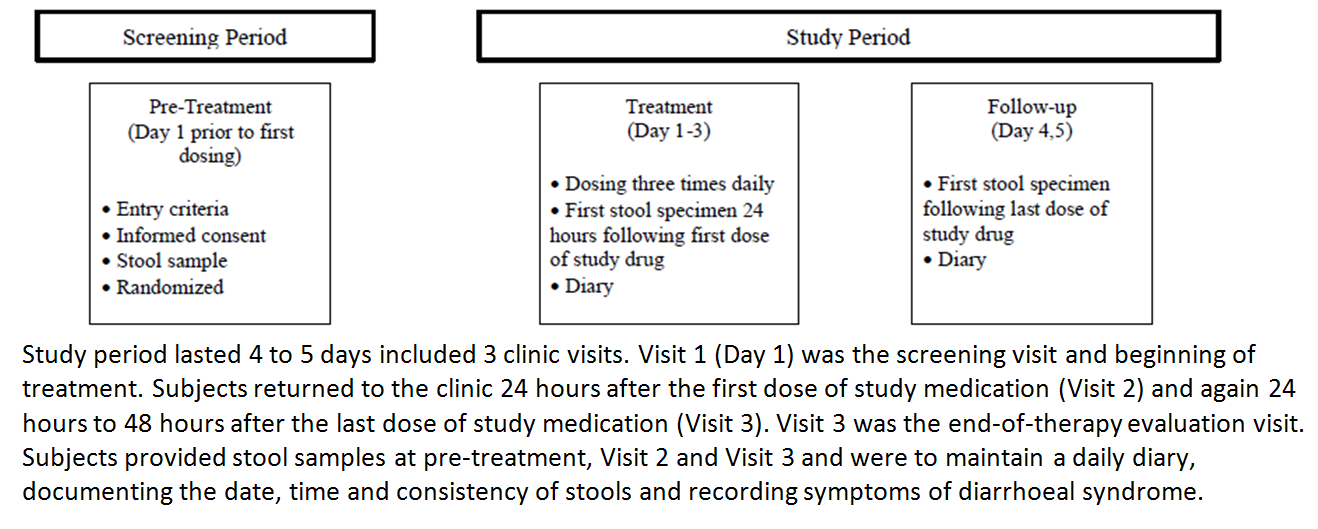 Screening Period
Study Period
Pre-Treatment
(Day 1 prior to first
dosing)
• Entry criteria
• Informed consent
• Stool sample
• Randomized
Treatment
(Day 1-3)
• Dosing three times daily
• First stool specimen 24
hours following first dose
of study drug
• Diary
Follow-up
(Day 4,5)
• First stool specimen
following last dose of
study drug
• Diary
Study period lasted 4 to 5 days included 3 clinic visits. Visit 1 (Day 1) was the screening visit and beginning of
treatment. Subjects returned to the clinic 24 hours after the first dose of study medication (Visit 2) and again 24
hours to 48 hours after the last dose of study medication (Visit 3). Visit 3 was the end-of-therapy evaluation visit.
Subjects provided stool samples at pre-treatment, Visit 2 and Visit 3 and were to maintain a daily diary,
documenting the date, time and consistency of stools and recording symptoms of diarrhoeal syndrome.